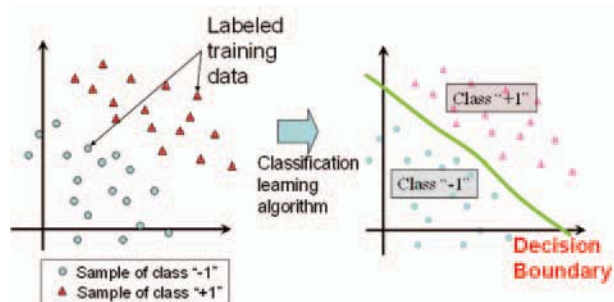 Labeled
training
data
Classification
learning
algorithm
Sample of class "-1"
Sample of class "+1"
Class "+1"
Class "-1"
Decision
Boundary